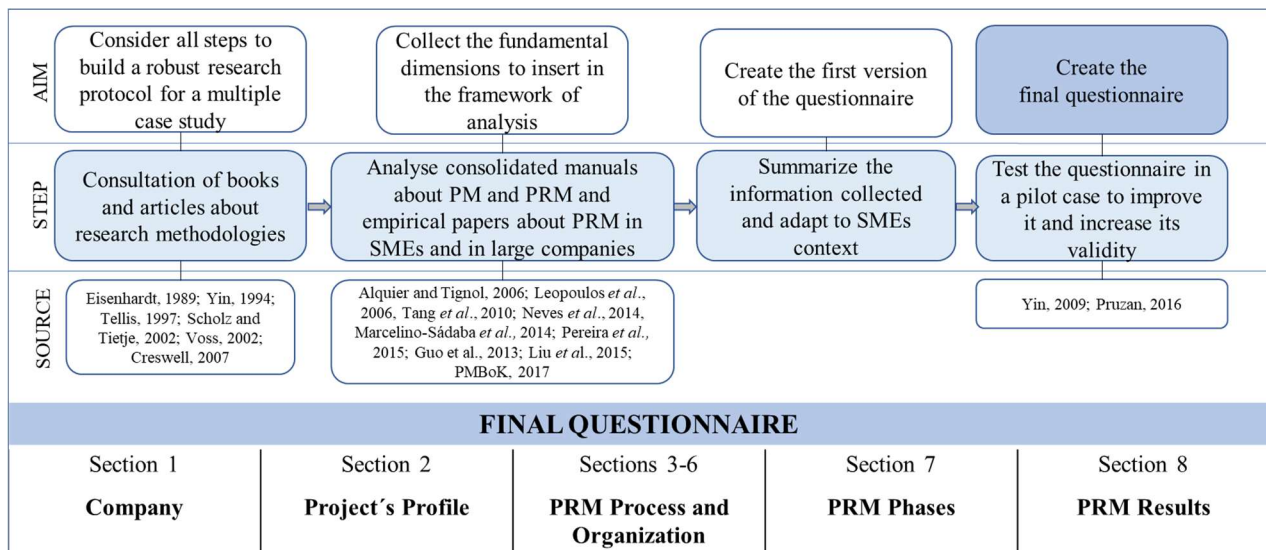 AIM
Consider all steps to
build a robust research
protocol for a multiple
case study
Collect the fundamental
dimensions to insert in
the framework of
analysis
Create the first version
of the questionnaire
Create the
final questionnaire
STEP
Consultation of books
and articles about
research methodologies
Analyse consolidated manuals
about PM and PRM and
empirical papers about PRM in
SMEs and in large companies
Summarize the
information collected
and adapt to SMEs
context
Test the questionnaire in
a pilot case to improve
it and increase its
validity
SOURCE
Eisenhardt, 1989; Yin, 1994;
Tellis, 1997; Scholz and
Tietje, 2002; Voss, 2002;
Creswell, 2007
Alquier and Tignol, 2006; Leopoulos et al.,
2006, Tang et al., 2010; Neves et al., 2014,
Marcelino-Sádaba et al., 2014; Pereira et al.,
2015; Guo et al., 2013; Liu et al., 2015;
PMBoK, 2017
Yin, 2009; Pruzan, 2016
FINAL QUESTIONNAIRE
Section 1
Company
Section 2
Project´s Profile
Sections 3-6
PRM Process and
Organization
Section 7
PRM Phases
Section 8
PRM Results